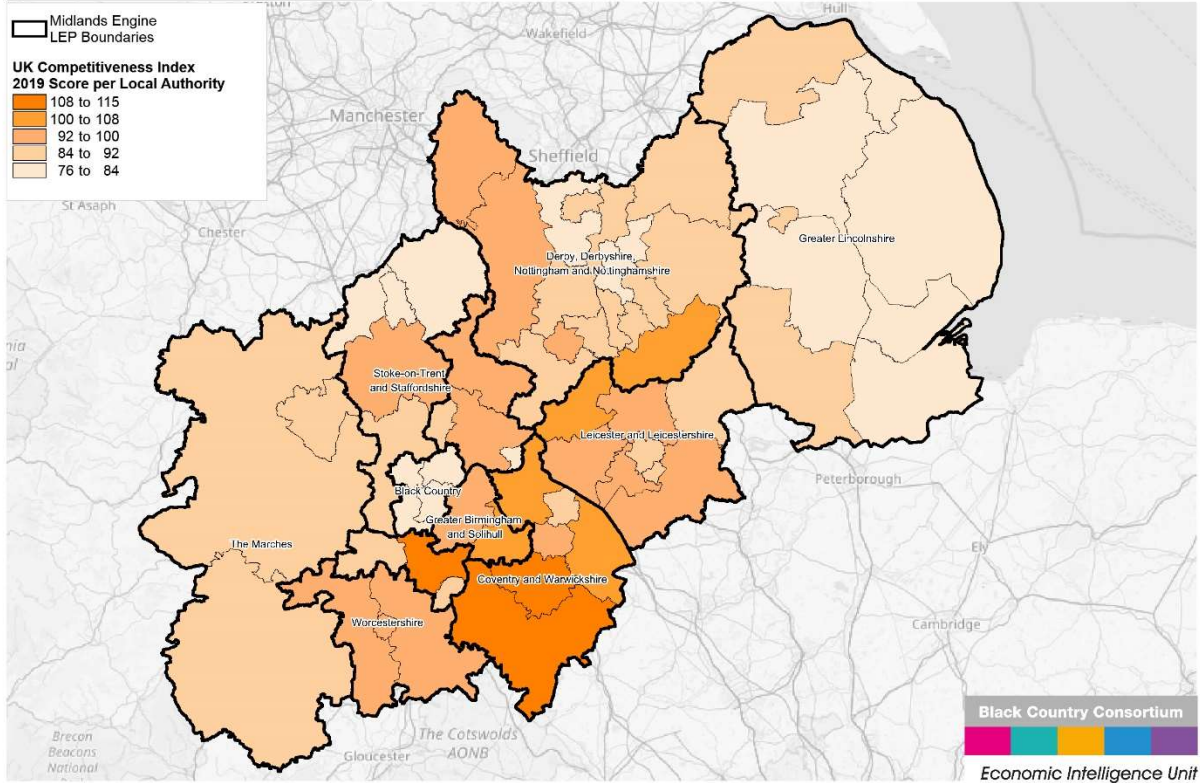 Midlands Engine
LEP Boundaries
UK Competitiveness Index
2019 Score per Local Authority
108 to 115
100 to 108
92 to 100
84 to 92
76 to 84
Hull
Wakefield
Manchester
Sheffield
St Asaph
Chester
Greater Lincolnshire
Derby, Derbyshire,
Nottingham and Nottinghamshire
Stoke-on-Trent
and Staffordshire
Leicester and Leicestershire
Peterborough
Black Country
Greater Birmingham
and Solihull
The Marches
Ely
Coventry and Warwickshire
Worcestershire
Cambridge
Black Country Consortium
The Cotswolds
AONB
Brecon
Beacons
National
Gloucester
Economic Intelligence Unit